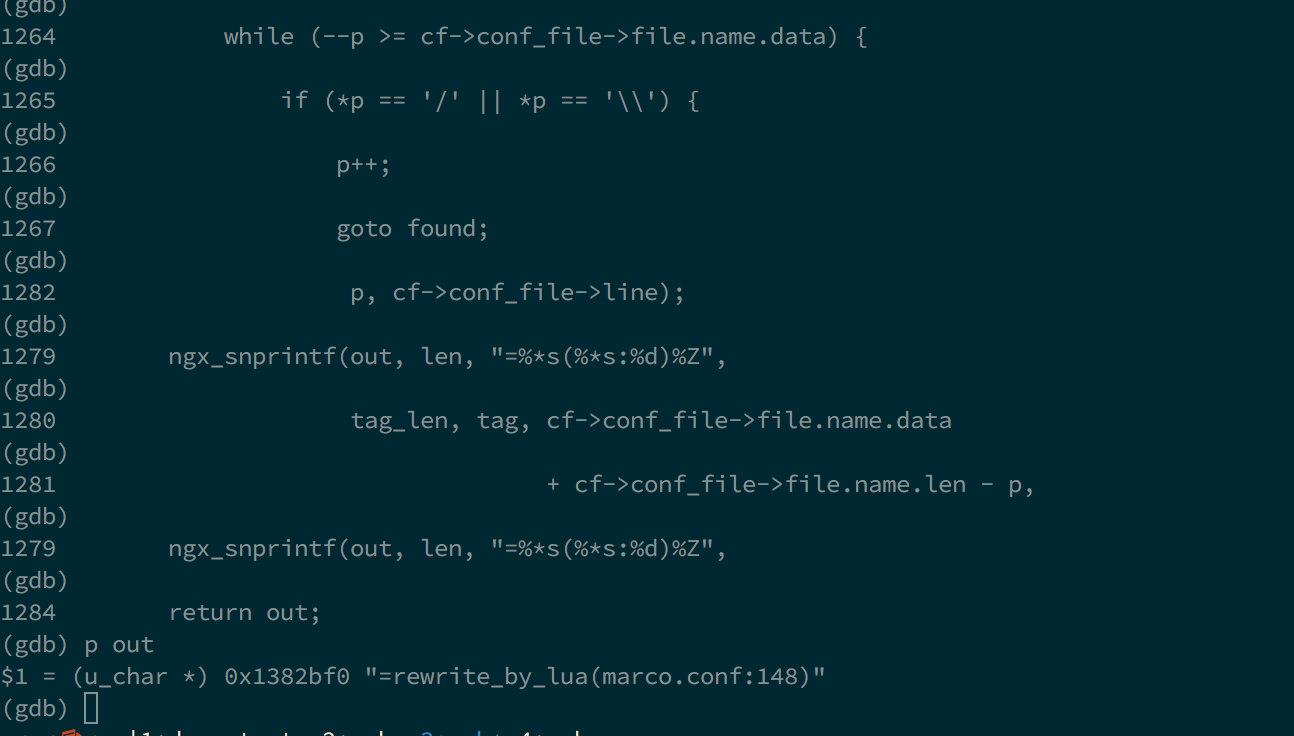 (gdb)
1264            while (--p >= cf->conf_file->file.name.data) {
(gdb)
1265                if (*p == '/' || *p == '\\') {
(gdb)
1266                    p++;
(gdb)
1267                    goto found;
(gdb)
1282                     p, cf->conf_file->line);
(gdb)
1279        ngx_snprintf(out, len, "=%*s(%*s:%d)%Z",
(gdb)
1280                     tag_len, tag, cf->conf_file->file.name.data
(gdb)
1281                                   + cf->conf_file->file.name.len - p,
(gdb)
1279        ngx_snprintf(out, len, "=%*s(%*s:%d)%Z",
(gdb)
1284        return out;
(gdb) p out
$1 = (u_char *) 0x1382bf0 "=rewrite_by_lua(marco.conf:148)"
(gdb)